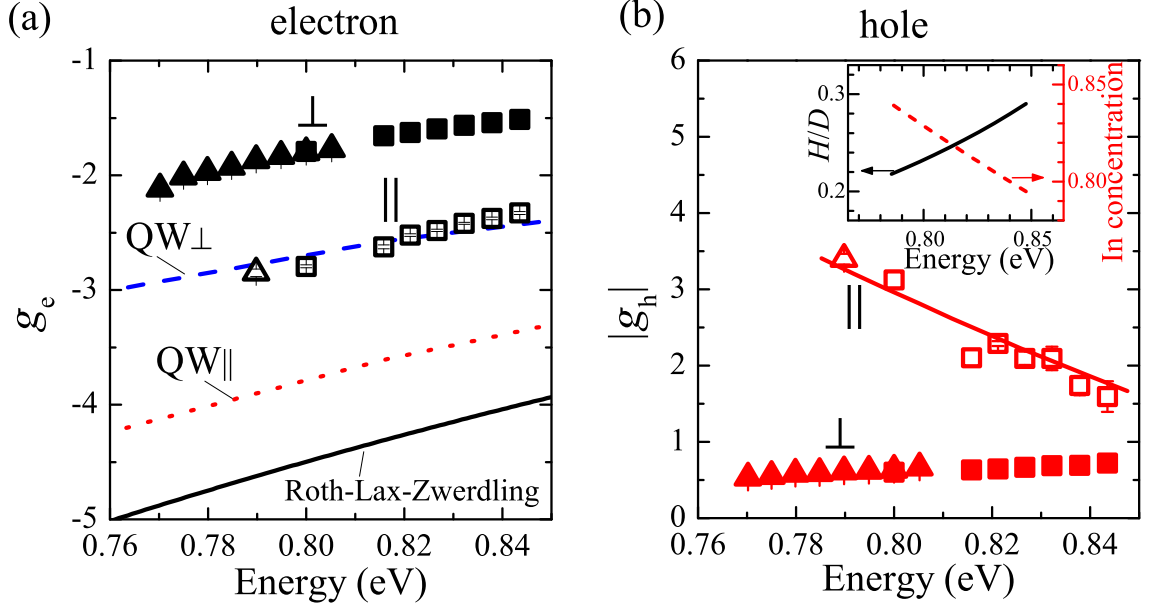 (a) electron
-1
-2
-3
-4
-5
g_e
⊥
||
QW⊥
QW||
Roth-Lax-Zwerdling
0.76 0.78 0.80 0.82 0.84
Energy (eV)
(b) hole
6
5
4
3
2
1
0
|g_h|
||
⊥
0.76 0.78 0.80 0.82 0.84
Energy (eV)
0.3
0.2
H/D
0.85
0.80
In concentration
0.80 0.85
Energy (eV)